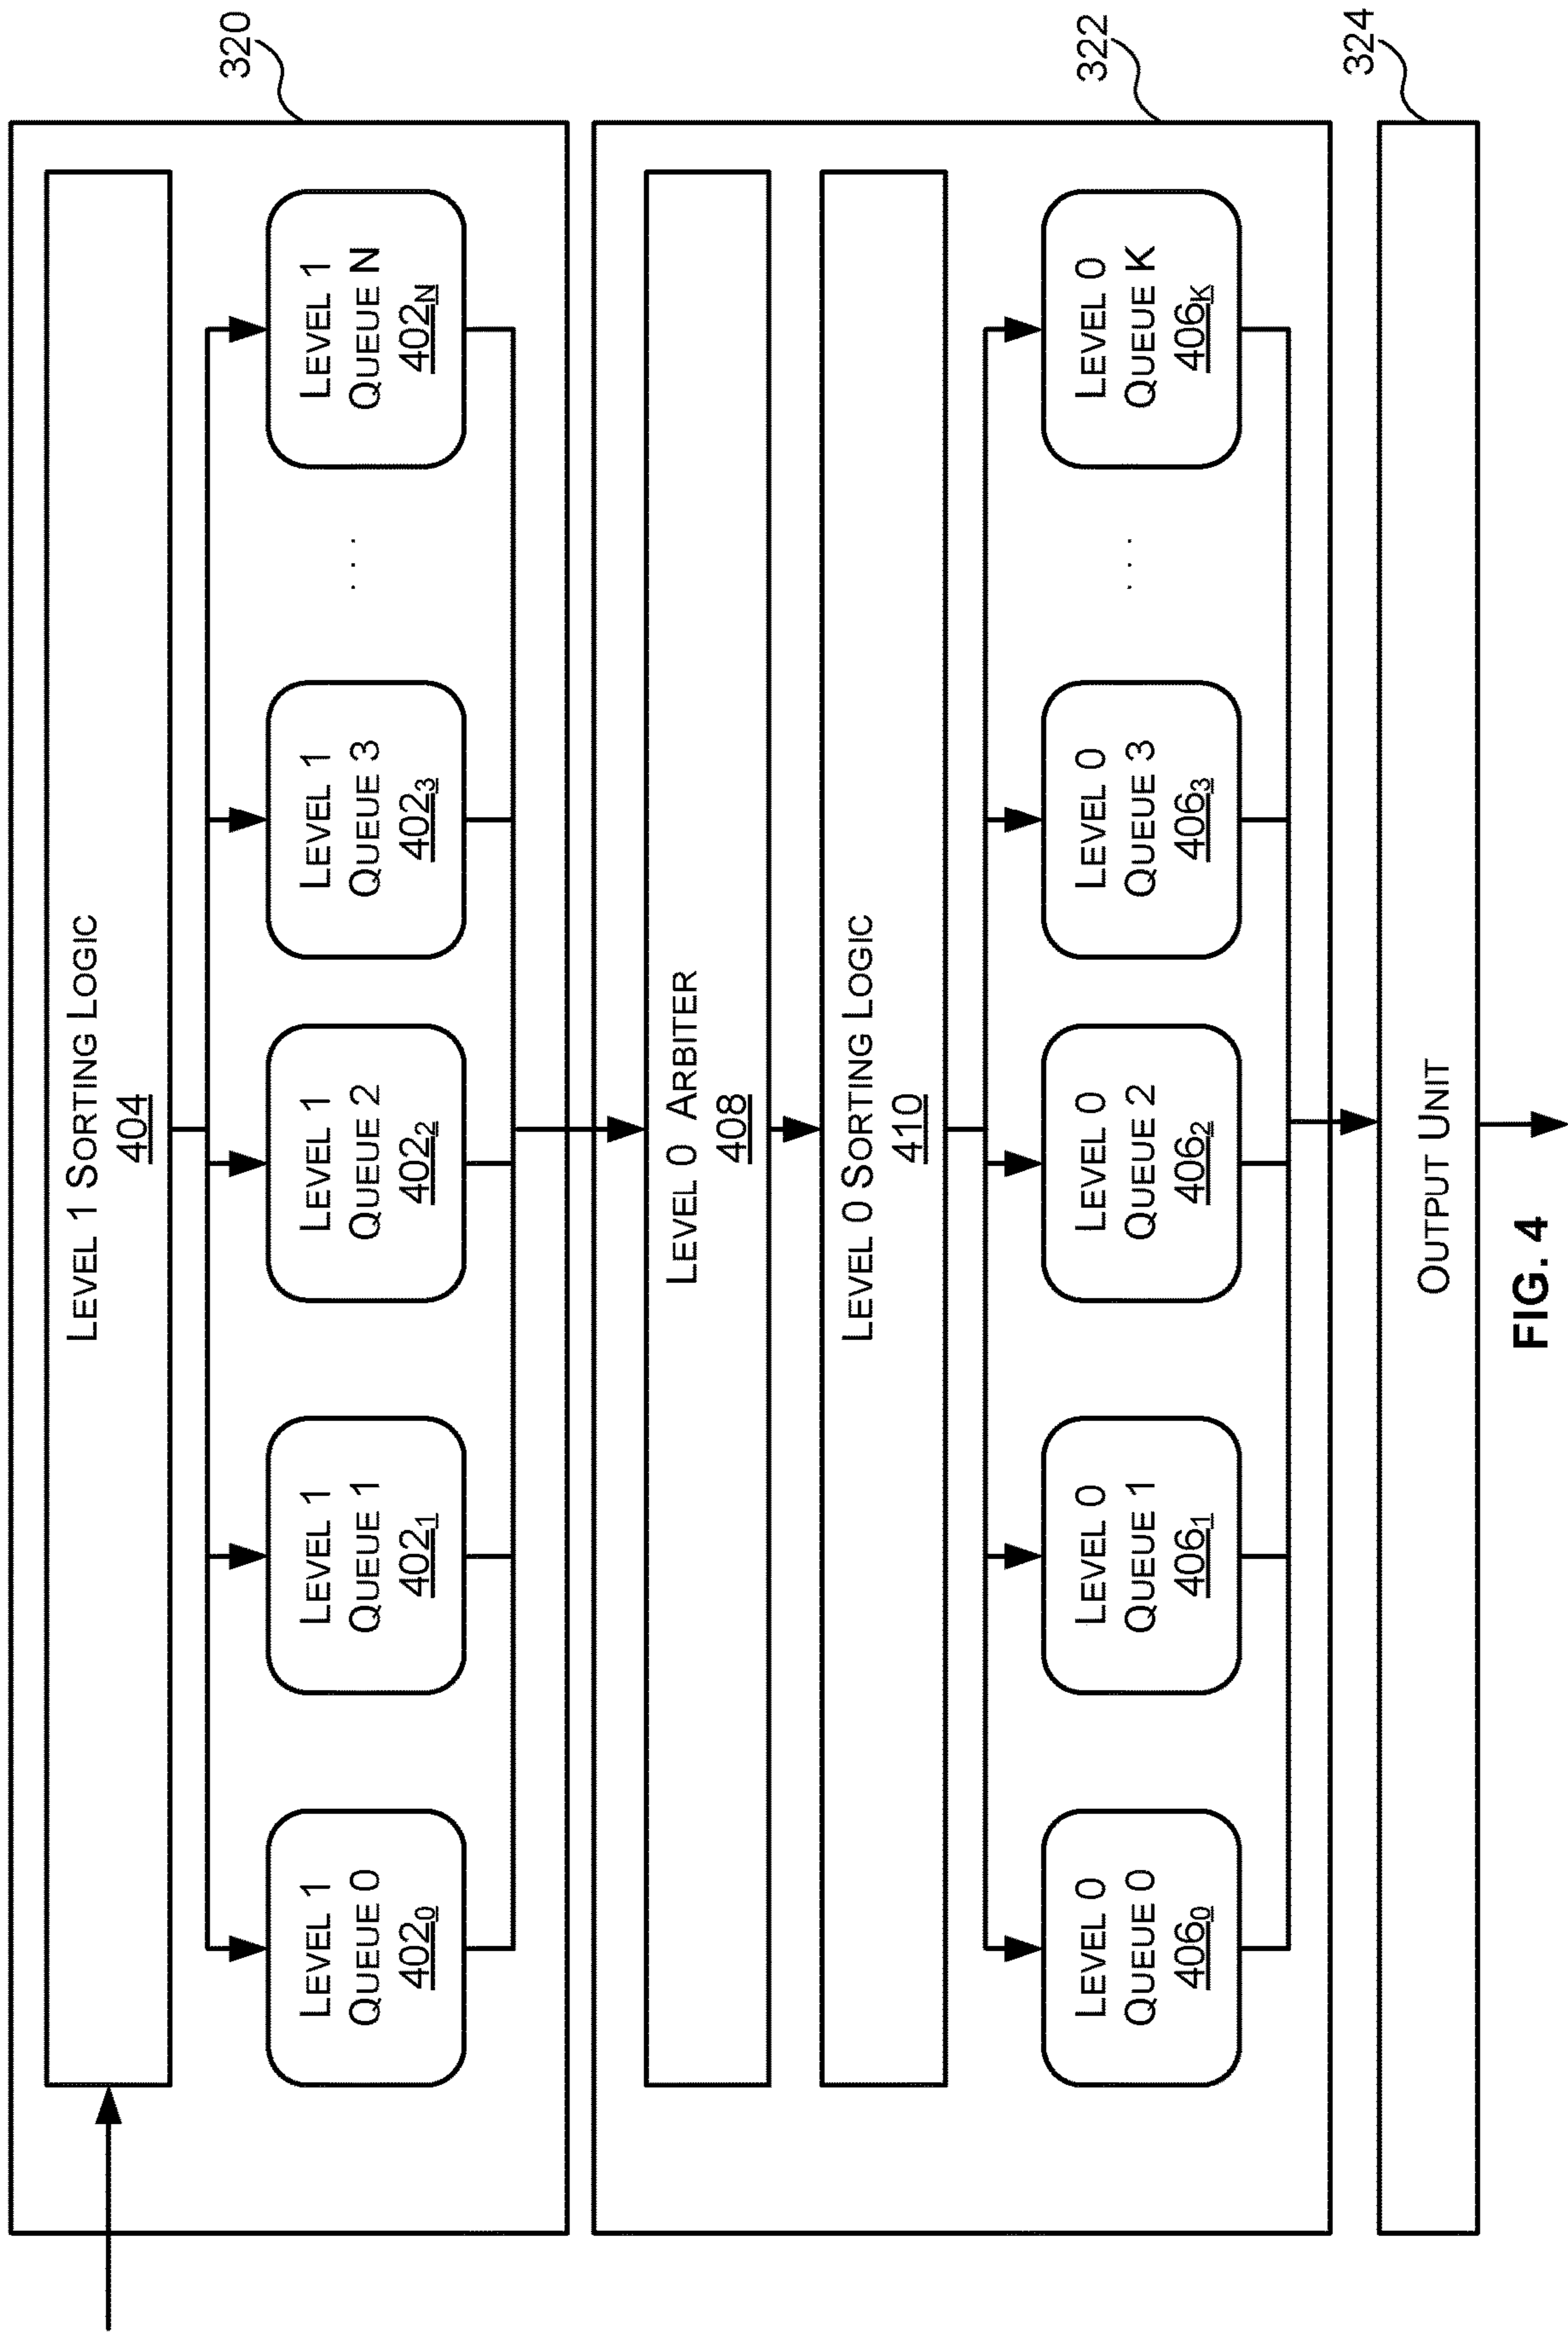 320
LEVEL 1 SORTING LOGIC
404
LEVEL 1
QUEUE 0
402₀
LEVEL 1
QUEUE 1
402₁
LEVEL 1
QUEUE 2
402₂
LEVEL 1
QUEUE 3
402₃
. . .
LEVEL 1
QUEUE N
402N
322
LEVEL 0 ARBITER
408
LEVEL 0 SORTING LOGIC
410
LEVEL 0
QUEUE 0
406₀
LEVEL 0
QUEUE 1
406₁
LEVEL 0
QUEUE 2
406₂
LEVEL 0
QUEUE 3
406₃
. . .
LEVEL 0
QUEUE K
406K
324
OUTPUT UNIT
FIG. 4